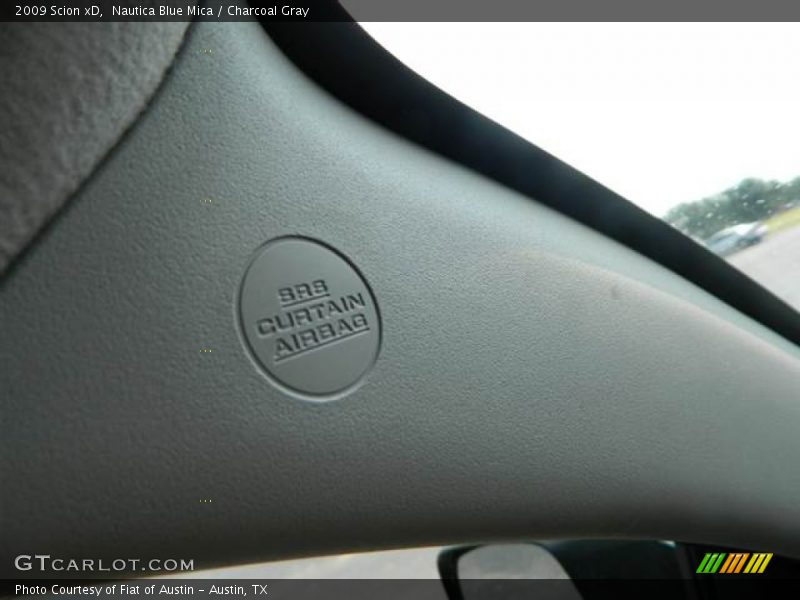 2009 Scion xD,  Nautica Blue Mica / Charcoal Gray
SRS
CURTAIN
AIRBAG
GTCARLOT.COM
Photo Courtesy of Fiat of Austin - Austin, TX